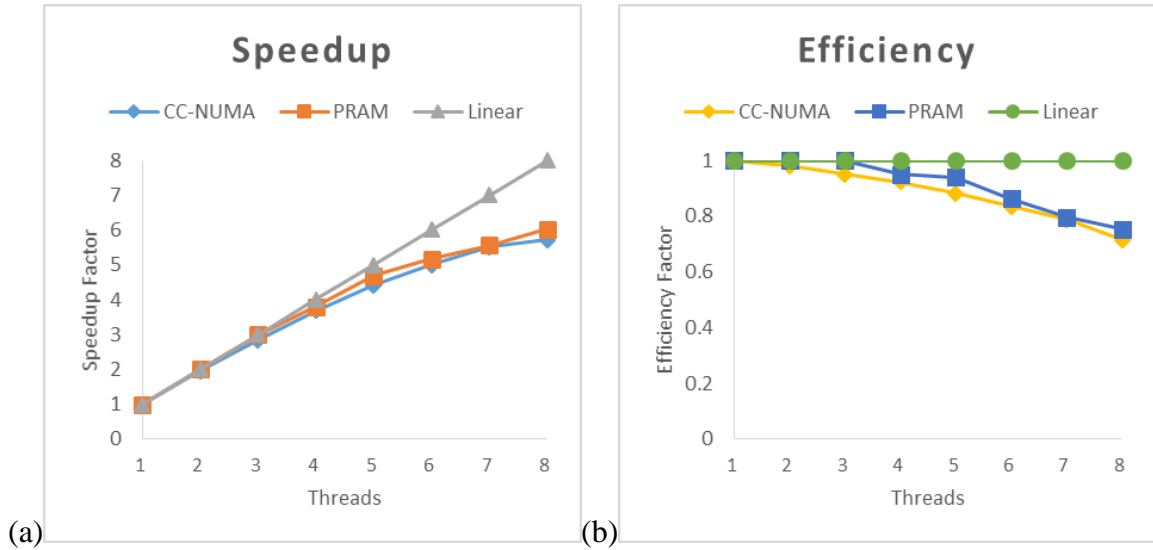 Speedup
CC-NUMA PRAM Linear
8
7
6
5
4
3
2
1
0
Speedup Factor
1 2 3 4 5 6 7 8
Threads
(a)
Efficiency
CC-NUMA PRAM Linear
1
0.8
0.6
0.4
0.2
0
Efficiency Factor
1 2 3 4 5 6 7 8
Threads
(b)